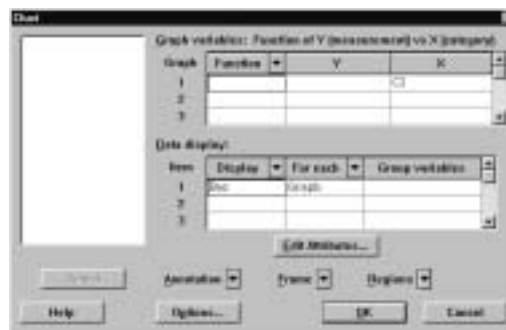 Chart
Graph variables: Function of Y (measurement) vs X (category)
Graph Function Y X
1 C1
2
3
Data display:
Item Display For each Group variables
1 Bar Graph
2
3
Edit Attributes...
Select Annotation Frame Regions
Help Options... OK Cancel